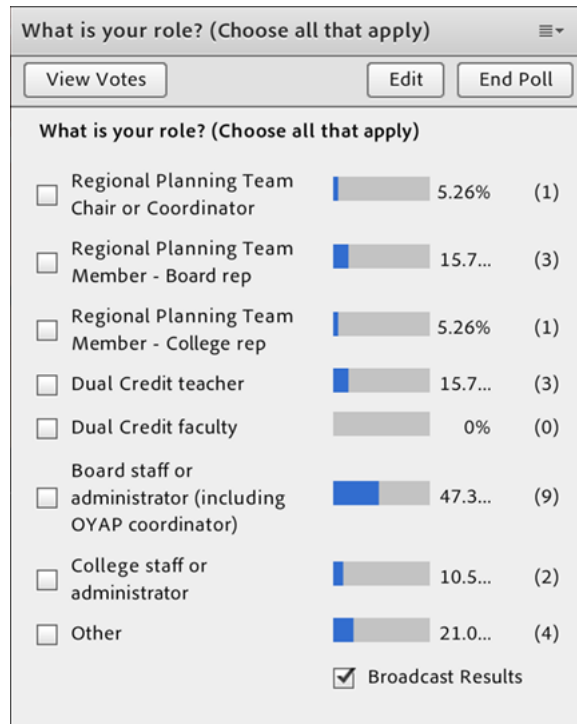 What is your role? (Choose all that apply)
View Votes Edit End Poll
What is your role? (Choose all that apply)
Regional Planning Team
Chair or Coordinator 5.26% (1)
Regional Planning Team
Member - Board rep 15.7... (3)
Regional Planning Team
Member - College rep 5.26% (1)
Dual Credit teacher 15.7... (3)
Dual Credit faculty 0% (0)
Board staff or
administrator (including 47.3... (9)
OYAP coordinator)
College staff or
administrator 10.5... (2)
Other 21.0... (4)
Broadcast Results